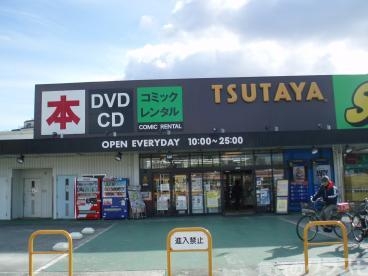 本
DVD
CD
コミック
レンタル
COMIC RENTAL
TSUTAYA
S
OPEN EVERYDAY 10:00~25:00
進入禁止